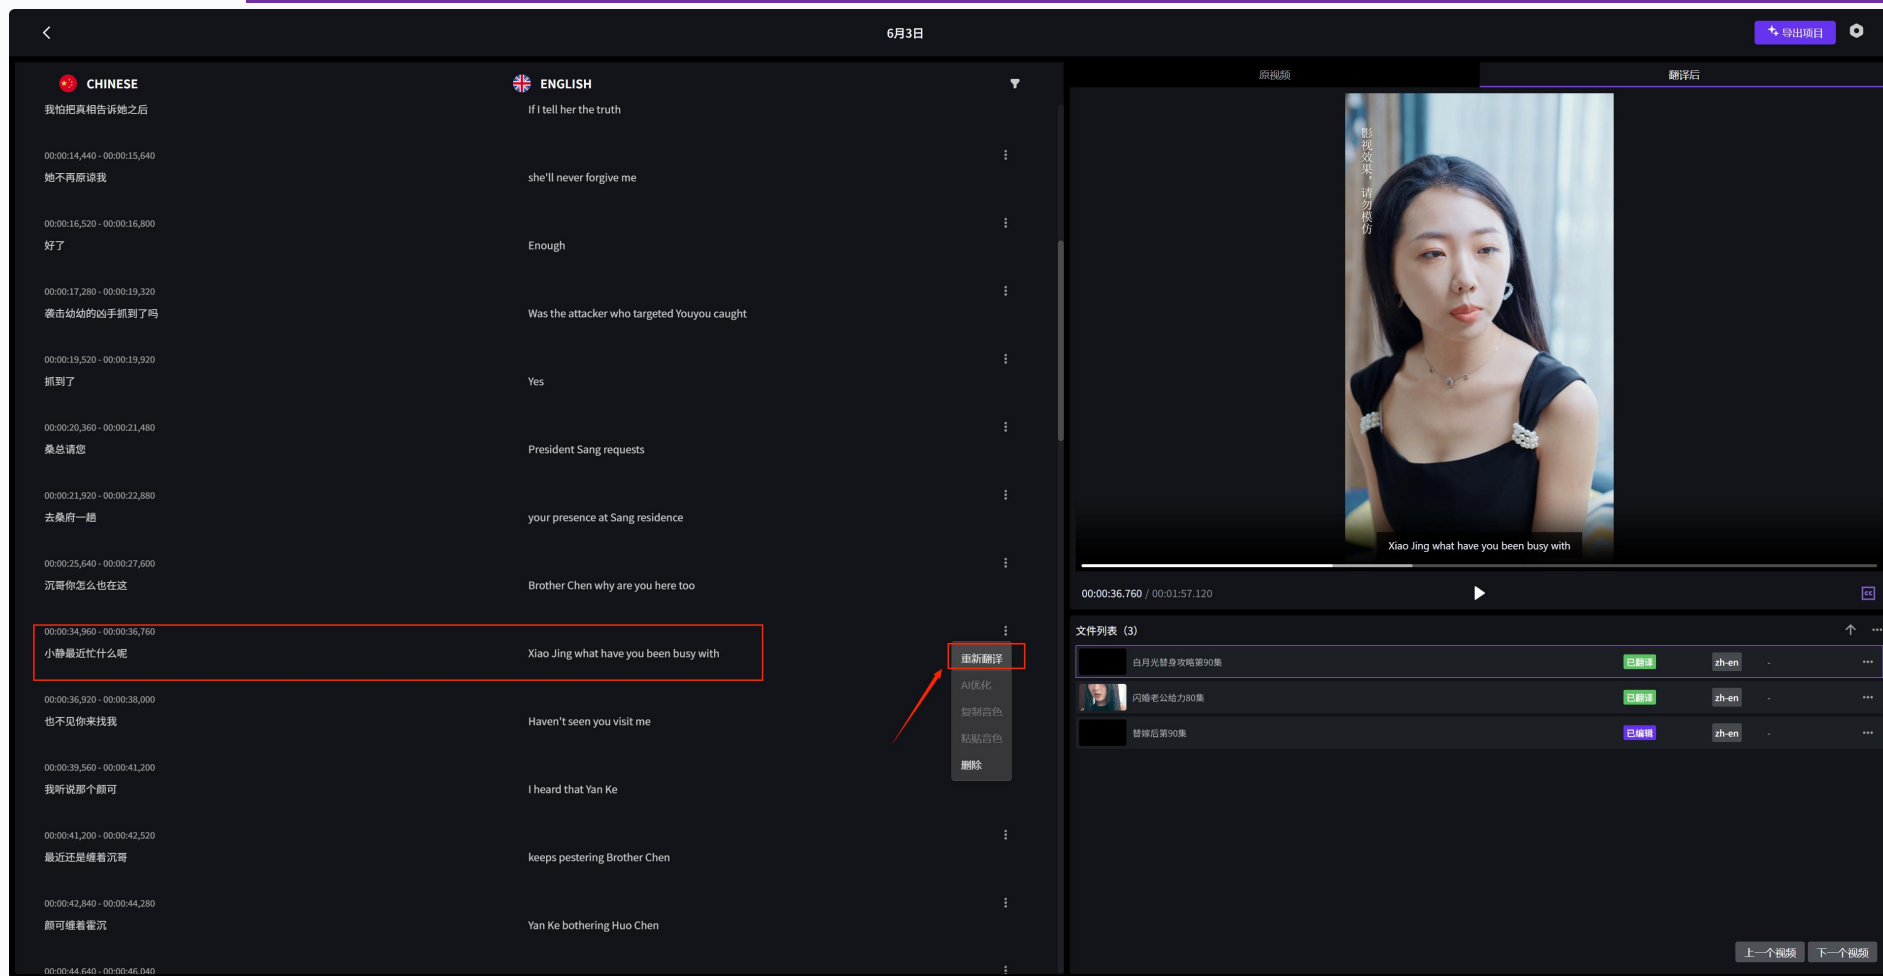 6月3日
导出项目
CHINESE
ENGLISH
我怕把真相告诉她之后
If I tell her the truth
00:00:14,440 - 00:00:15,640
她不再原谅我
she'll never forgive me
00:00:16,520 - 00:00:16,800
好了
Enough
00:00:17,280 - 00:00:19,320
袭击幼幼的凶手抓到了吗
Was the attacker who targeted Youyou caught
00:00:19,520 - 00:00:19,920
抓到了
Yes
00:00:20,360 - 00:00:21,480
桑总请您
President Sang requests
00:00:21,920 - 00:00:22,880
去桑府一趟
your presence at Sang residence
00:00:25,640 - 00:00:27,600
沉哥你怎么也在这
Brother Chen why are you here too
00:00:34,960 - 00:00:36,760
小静最近忙什么呢
Xiao Jing what have you been busy with
00:00:36,920 - 00:00:38,000
也不见你来找我
Haven't seen you visit me
00:00:39,560 - 00:00:41,200
我听说那个颜可
I heard that Yan Ke
00:00:41,200 - 00:00:42,520
最近还是缠着沉哥
keeps pestering Brother Chen
00:00:42,840 - 00:00:44,280
颜可缠着霍沉
Yan Ke bothering Huo Chen
00:00:44,640 - 00:00:46,040
重新翻译
AI优化
复制音色
粘贴音色
删除
原视频
翻译后
影视效果，请勿模仿
Xiao Jing what have you been busy with
00:00:36.760 / 00:01:57.120
CC
文件列表（3）
白月光替身攻略第90集
已翻译
zh-en
-
闪婚老公给力80集
已翻译
zh-en
-
替嫁后第90集
已编辑
zh-en
-
上一个视频
下一个视频